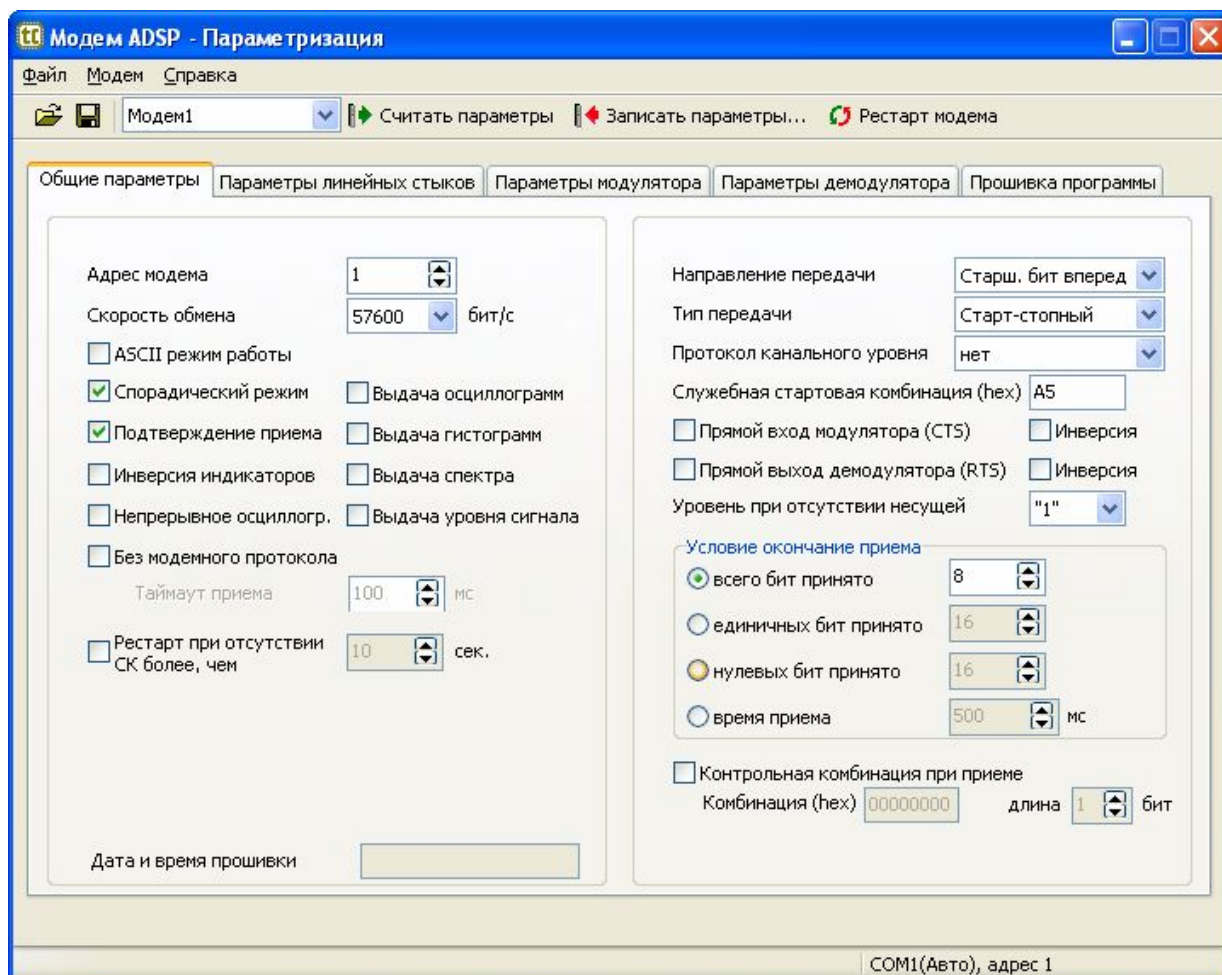 Модем ADSP - Параметризация
Файл Модем Справка
Модем1 Считать параметры Записать параметры... Рестарт модема
Общие параметры Параметры линейных стыков Параметры модулятора Параметры демодулятора Прошивка программы
Адрес модема 1
Скорость обмена 57600 бит/с
ASCII режим работы
Спорадический режим Выдача осциллограмм
Подтверждение приема Выдача гистограмм
Инверсия индикаторов Выдача спектра
Непрерывное осциллогр. Выдача уровня сигнала
Без модемного протокола
Таймаут приема 100 мс
Рестарт при отсутствии
СК более, чем 10 сек.
Дата и время прошивки
Направление передачи Старш. бит вперед
Тип передачи Старт-стопный
Протокол канального уровня нет
Служебная стартовая комбинация (hex) A5
Прямой вход модулятора (CTS) Инверсия
Прямой выход демодулятора (RTS) Инверсия
Уровень при отсутствии несущей "1"
Условие окончание приема
всего бит принято 8
единичных бит принято 16
нулевых бит принято 16
время приема 500 мс
Контрольная комбинация при приеме
Комбинация (hex) 00000000 длина 1 бит
COM1(Авто), адрес 1